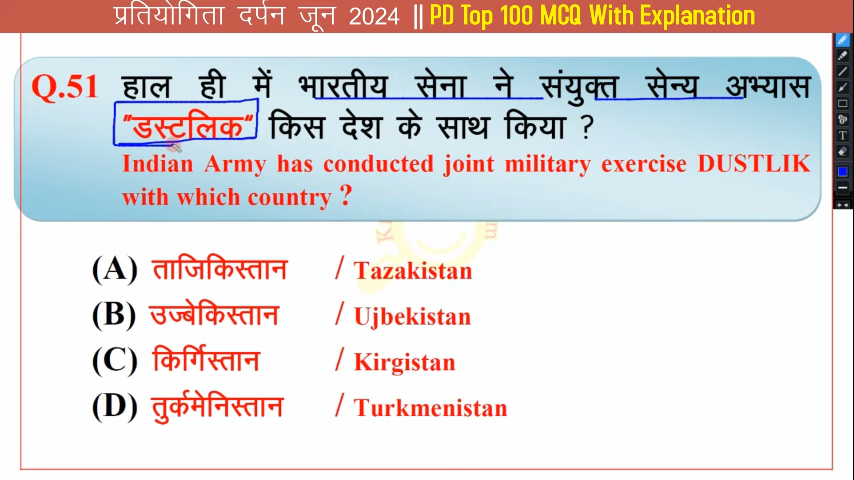 प्रतियोगिता दर्पन जून 2024 || PD Top 100 MCQ With Explanation
Q.51 हाल ही में भारतीय सेना ने संयुक्त सेन्य अभ्यास
"डस्टलिक" किस देश के साथ किया ?
Indian Army has conducted joint military exercise DUSTLIK
with which country ?
(A) ताजिकिस्तान / Tazakistan
(B) उज्बेकिस्तान / Ujbekistan
(C) किर्गिस्तान / Kirgistan
(D) तुर्कमेनिस्तान / Turkmenistan